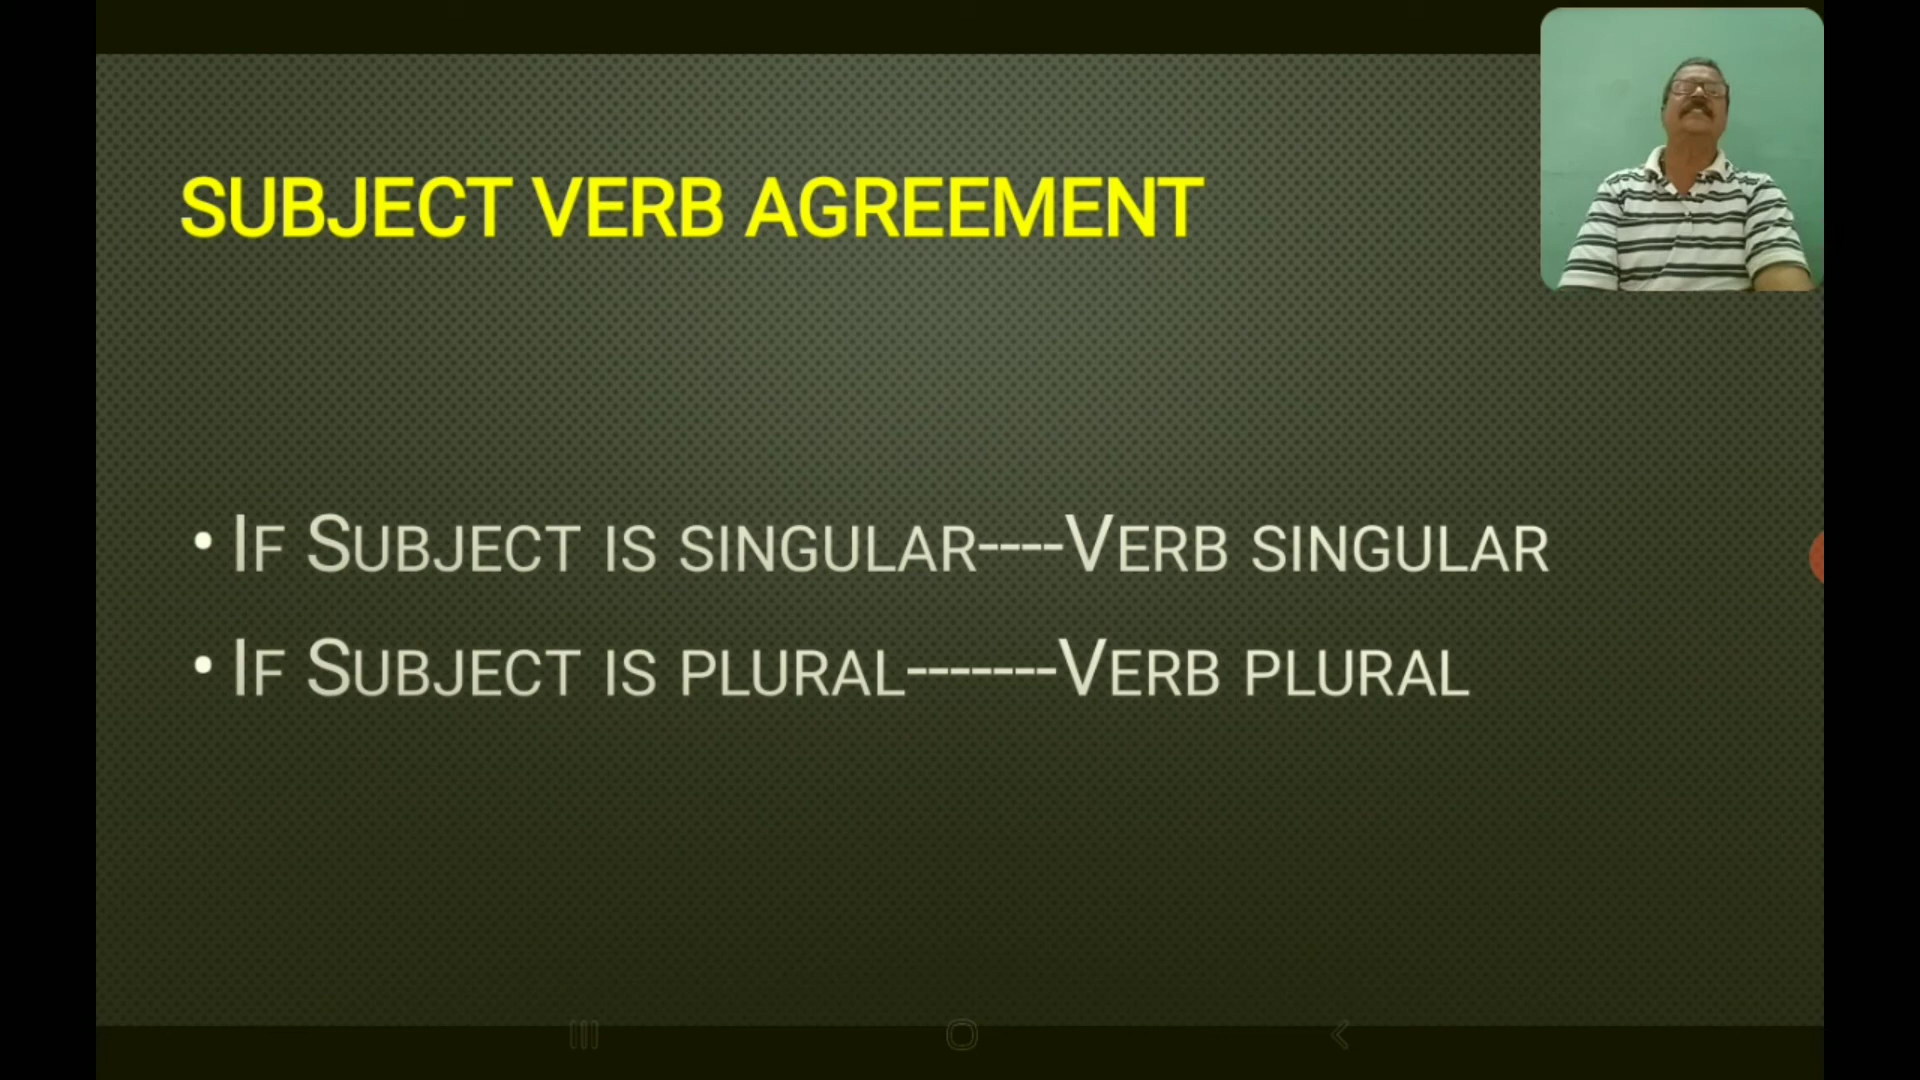 SUBJECT VERB AGREEMENT
• IF SUBJECT IS SINGULAR----VERB SINGULAR
• IF SUBJECT IS PLURAL-------VERB PLURAL